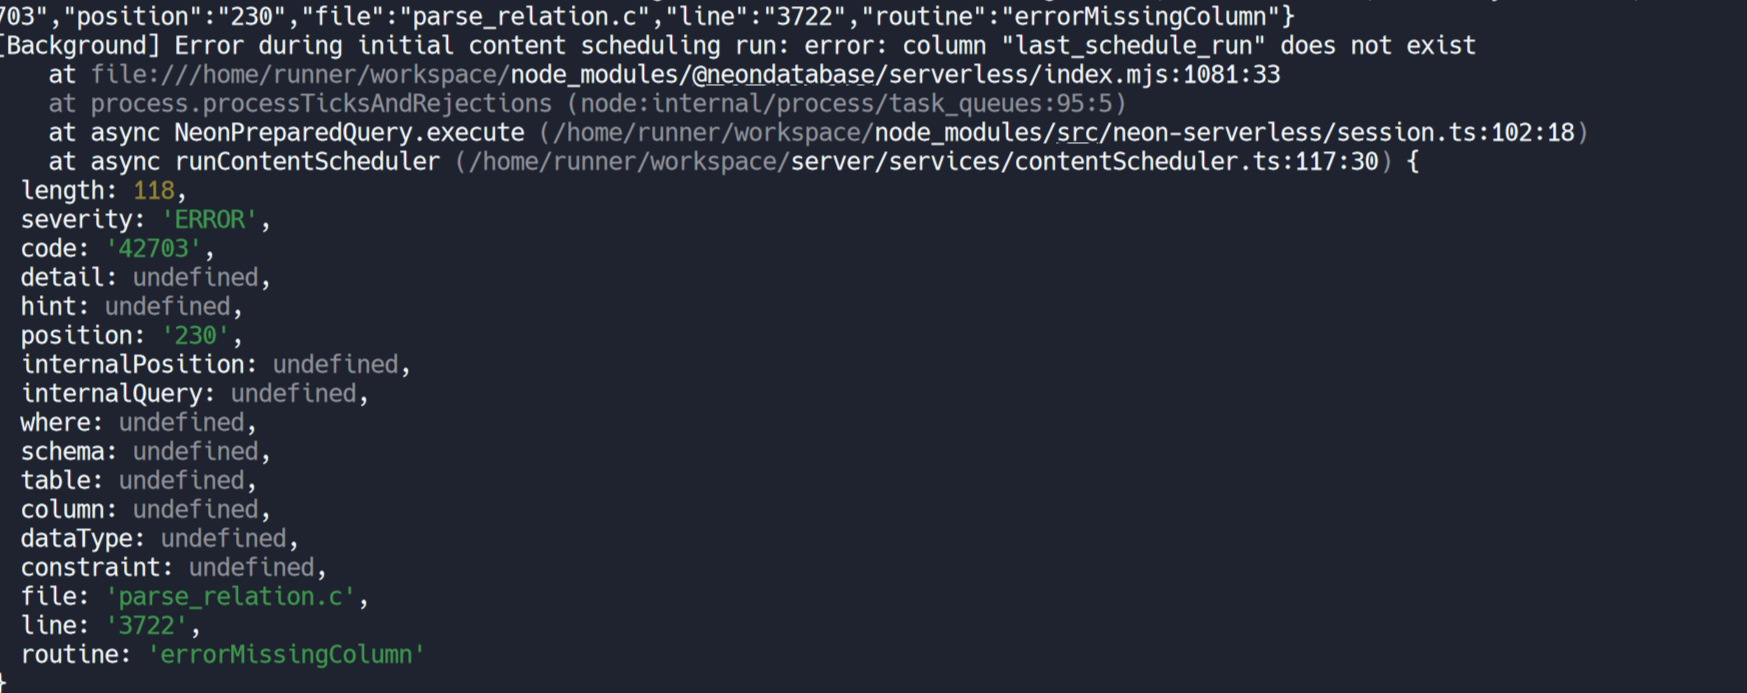 703","position":"230","file":"parse_relation.c","line":"3722","routine":"errorMissingColumn"}
[Background] Error during initial content scheduling run: error: column "last_schedule_run" does not exist
at file:///home/runner/workspace/node_modules/@neondatabase/serverless/index.mjs:1081:33
at process.processTicksAndRejections (node:internal/process/task_queues:95:5)
at async NeonPreparedQuery.execute (/home/runner/workspace/node_modules/src/neon-serverless/session.ts:102:18)
at async runContentScheduler (/home/runner/workspace/server/services/contentScheduler.ts:117:30) {
length: 118,
severity: 'ERROR',
code: '42703',
detail: undefined,
hint: undefined,
position: '230',
internalPosition: undefined,
internalQuery: undefined,
where: undefined,
schema: undefined,
table: undefined,
column: undefined,
dataType: undefined,
constraint: undefined,
file: 'parse_relation.c',
line: '3722',
routine: 'errorMissingColumn'
}